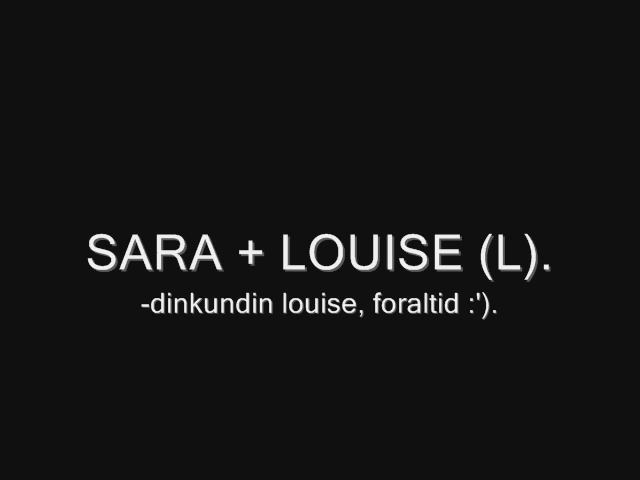 SARA + LOUISE (L).
-dinkundin louise, foraltid :').